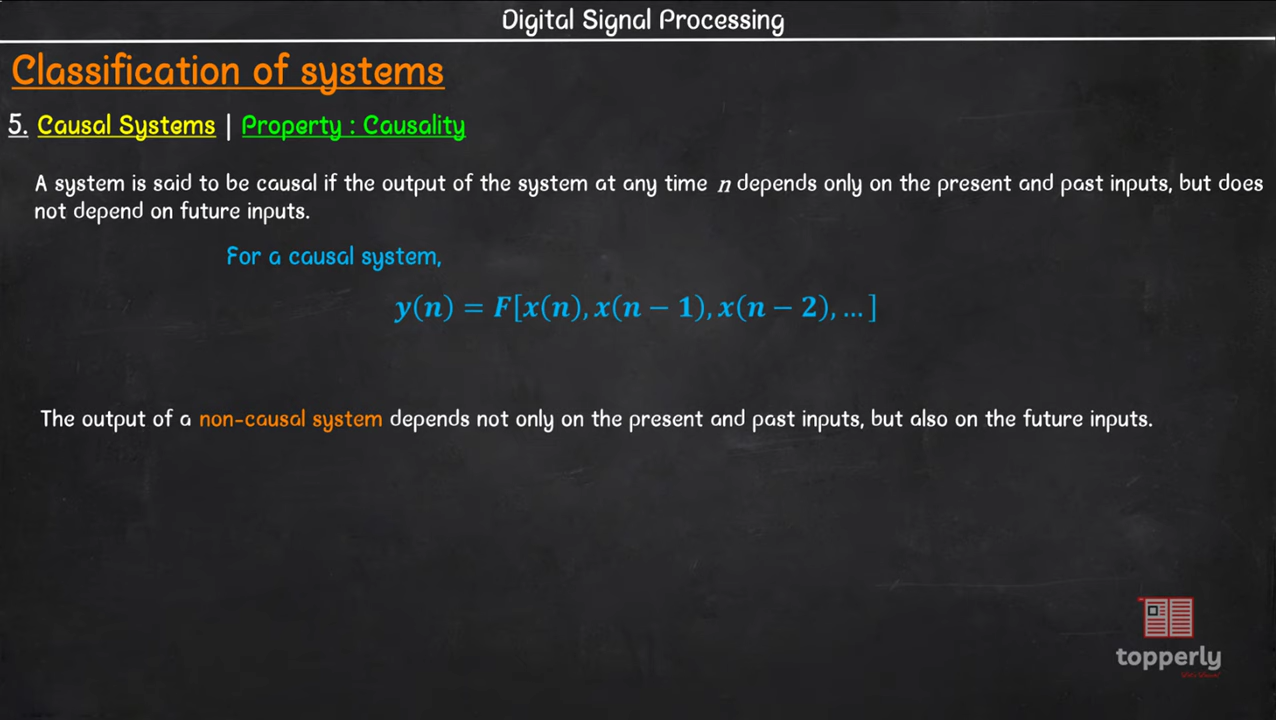 Digital Signal Processing
Classification of systems
5. Causal Systems | Property : Causality
A system is said to be causal if the output of the system at any time n depends only on the present and past inputs, but does
not depend on future inputs.
For a causal system,
y(n) = F[x(n), x(n − 1), x(n − 2), … ]
The output of a non-causal system depends not only on the present and past inputs, but also on the future inputs.
topperly